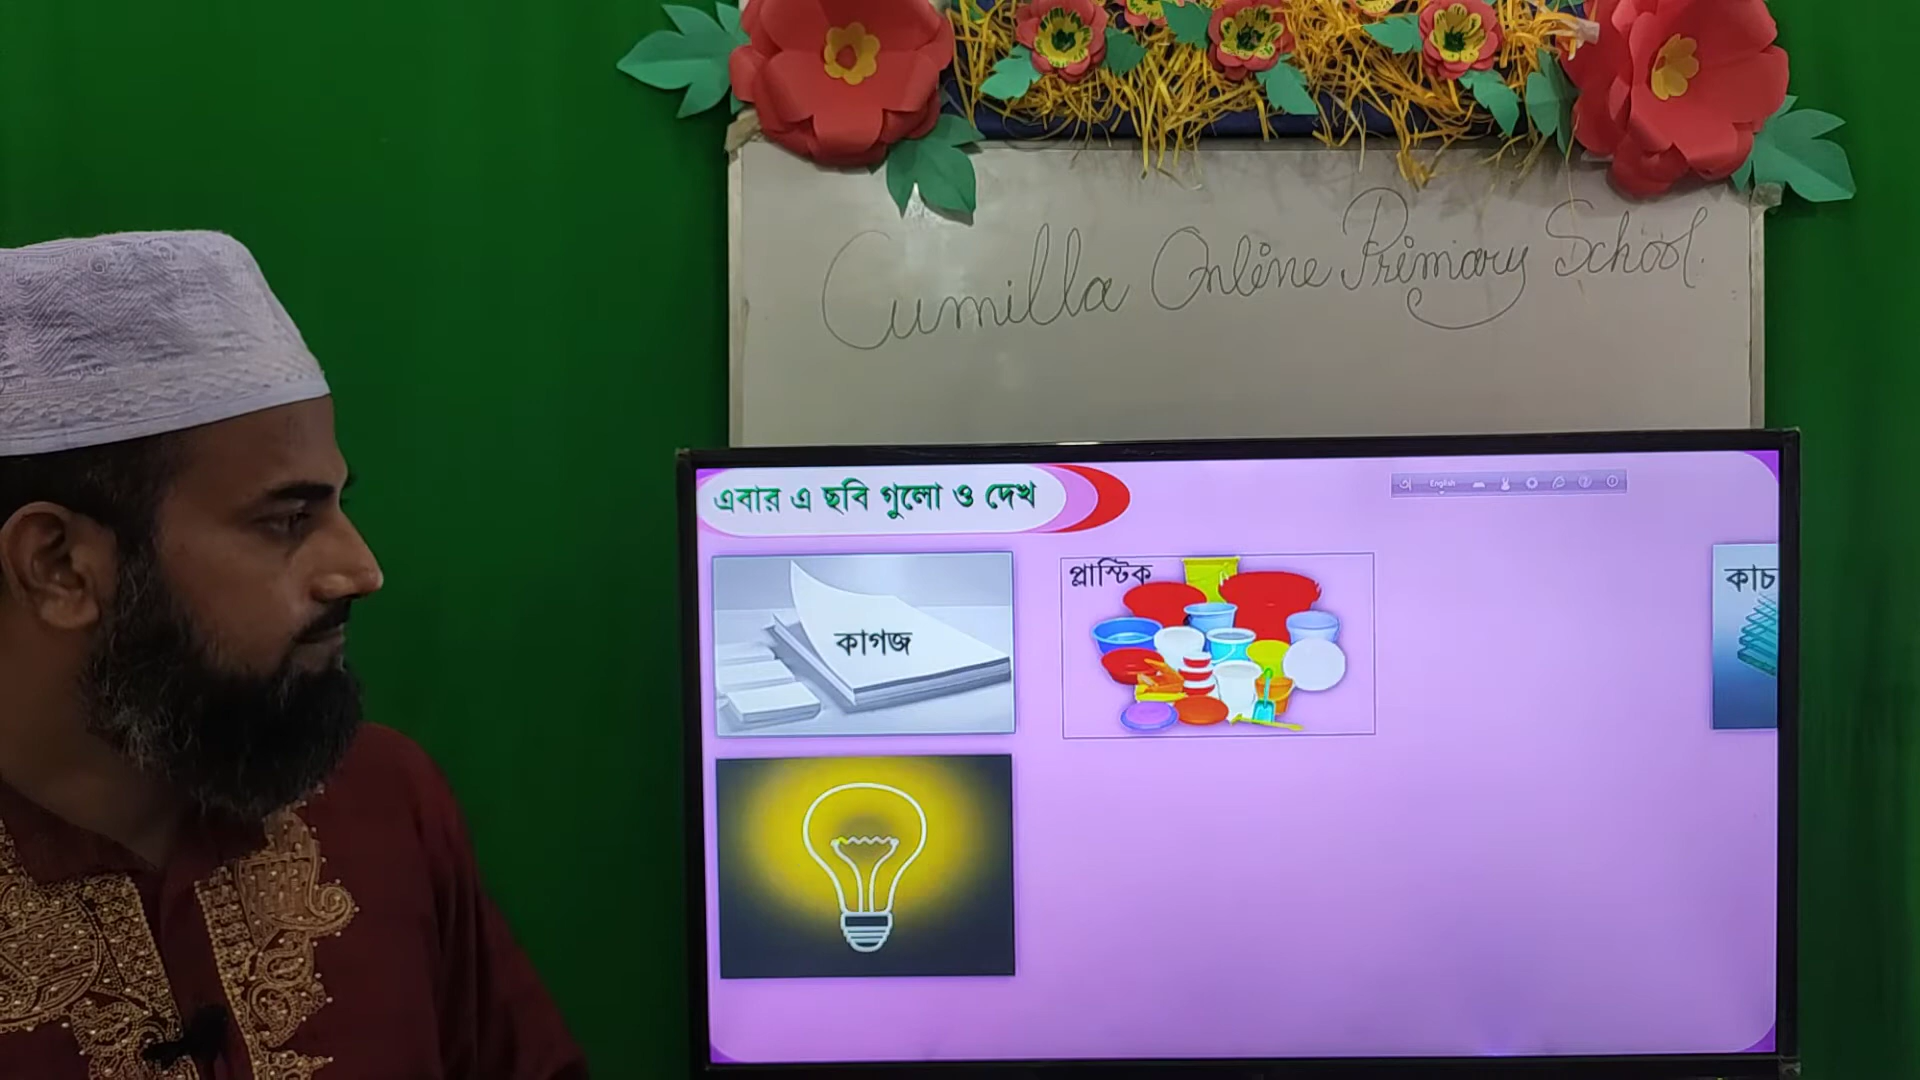 Cumilla Online Primary School.
এবার এ ছবি গুলো ও দেখ
English
কাগজ
প্লাস্টিক
কাচ